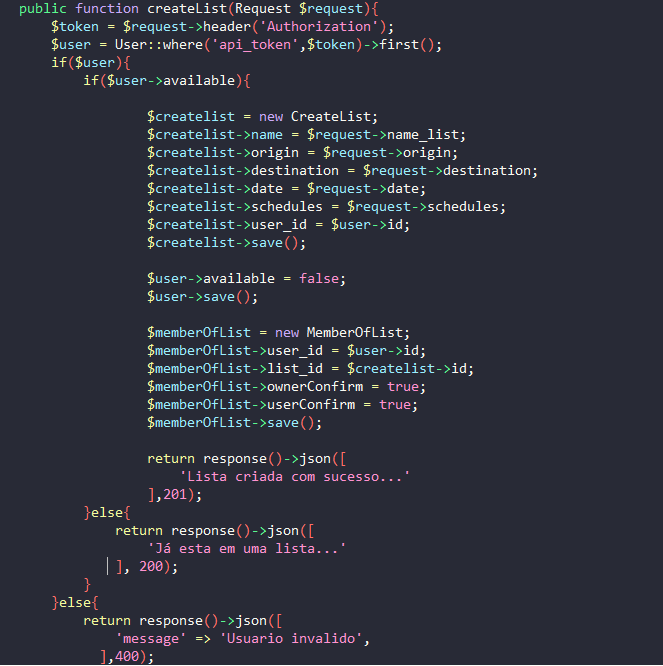 public function createList(Request $request){
$token = $request->header('Authorization');
$user = User::where('api_token',$token)->first();
if($user){
if($user->available){
$createlist = new CreateList;
$createlist->name = $request->name_list;
$createlist->origin = $request->origin;
$createlist->destination = $request->destination;
$createlist->date = $request->date;
$createlist->schedules = $request->schedules;
$createlist->user_id = $user->id;
$createlist->save();
$user->available = false;
$user->save();
$memberOfList = new MemberOfList;
$memberOfList->user_id = $user->id;
$memberOfList->list_id = $createlist->id;
$memberOfList->ownerConfirm = true;
$memberOfList->userConfirm = true;
$memberOfList->save();
return response()->json([
'Lista criada com sucesso...'
],201);
}else{
return response()->json([
'Já esta em uma lista...'
], 200);
}
}else{
return response()->json([
'message' => 'Usuario invalido',
],400);